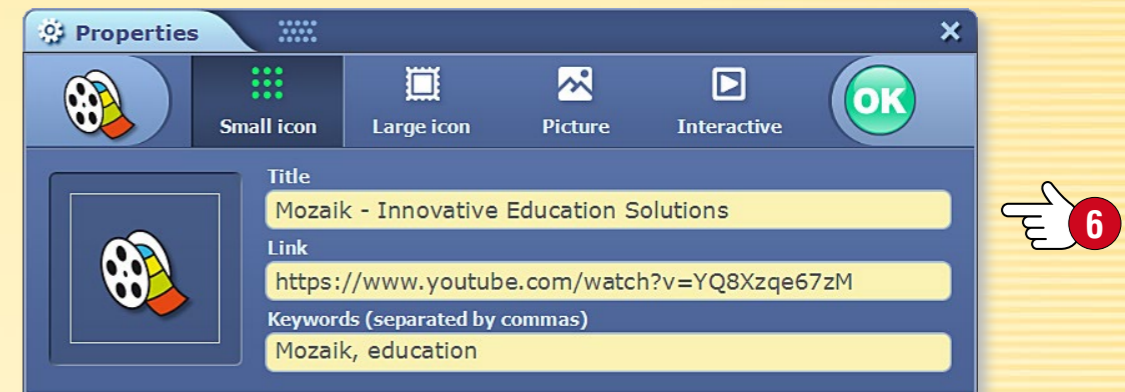 Properties
Small icon
Large icon
Picture
Interactive
OK
Title
Mozaik - Innovative Education Solutions
Link
https://www.youtube.com/watch?v=YQ8Xzqe67zM
Keywords (separated by commas)
Mozaik, education
6